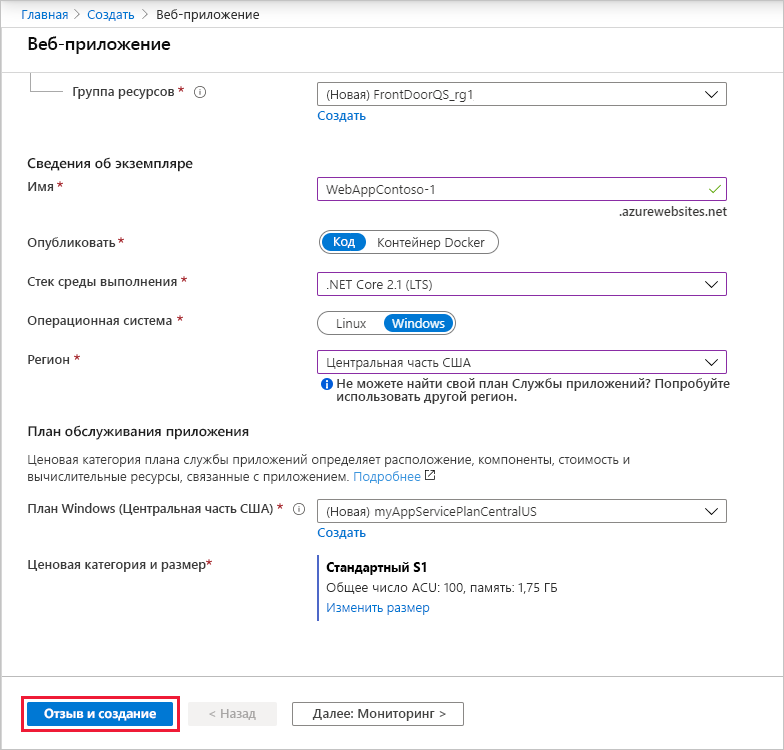 Главная > Создать > Веб-приложение
Веб-приложение
Группа ресурсов *
(Новая) FrontDoorQS_rg1
Создать
Сведения об экземпляре
Имя *
WebAppContoso-1
.azurewebsites.net
Опубликовать *
Код Контейнер Docker
Стек среды выполнения *
.NET Core 2.1 (LTS)
Операционная система *
Linux Windows
Регион *
Центральная часть США
Не можете найти свой план Службы приложений? Попробуйте
использовать другой регион.
План обслуживания приложения
Ценовая категория плана службы приложений определяет расположение, компоненты, стоимость и
вычислительные ресурсы, связанные с приложением. Подробнее
План Windows (Центральная часть США) *
(Новая) myAppServicePlanCentralUS
Создать
Ценовая категория и размер*
Стандартный S1
Общее число ACU: 100, память: 1,75 ГБ
Изменить размер
Отзыв и создание
< Назад
Далее: Мониторинг >